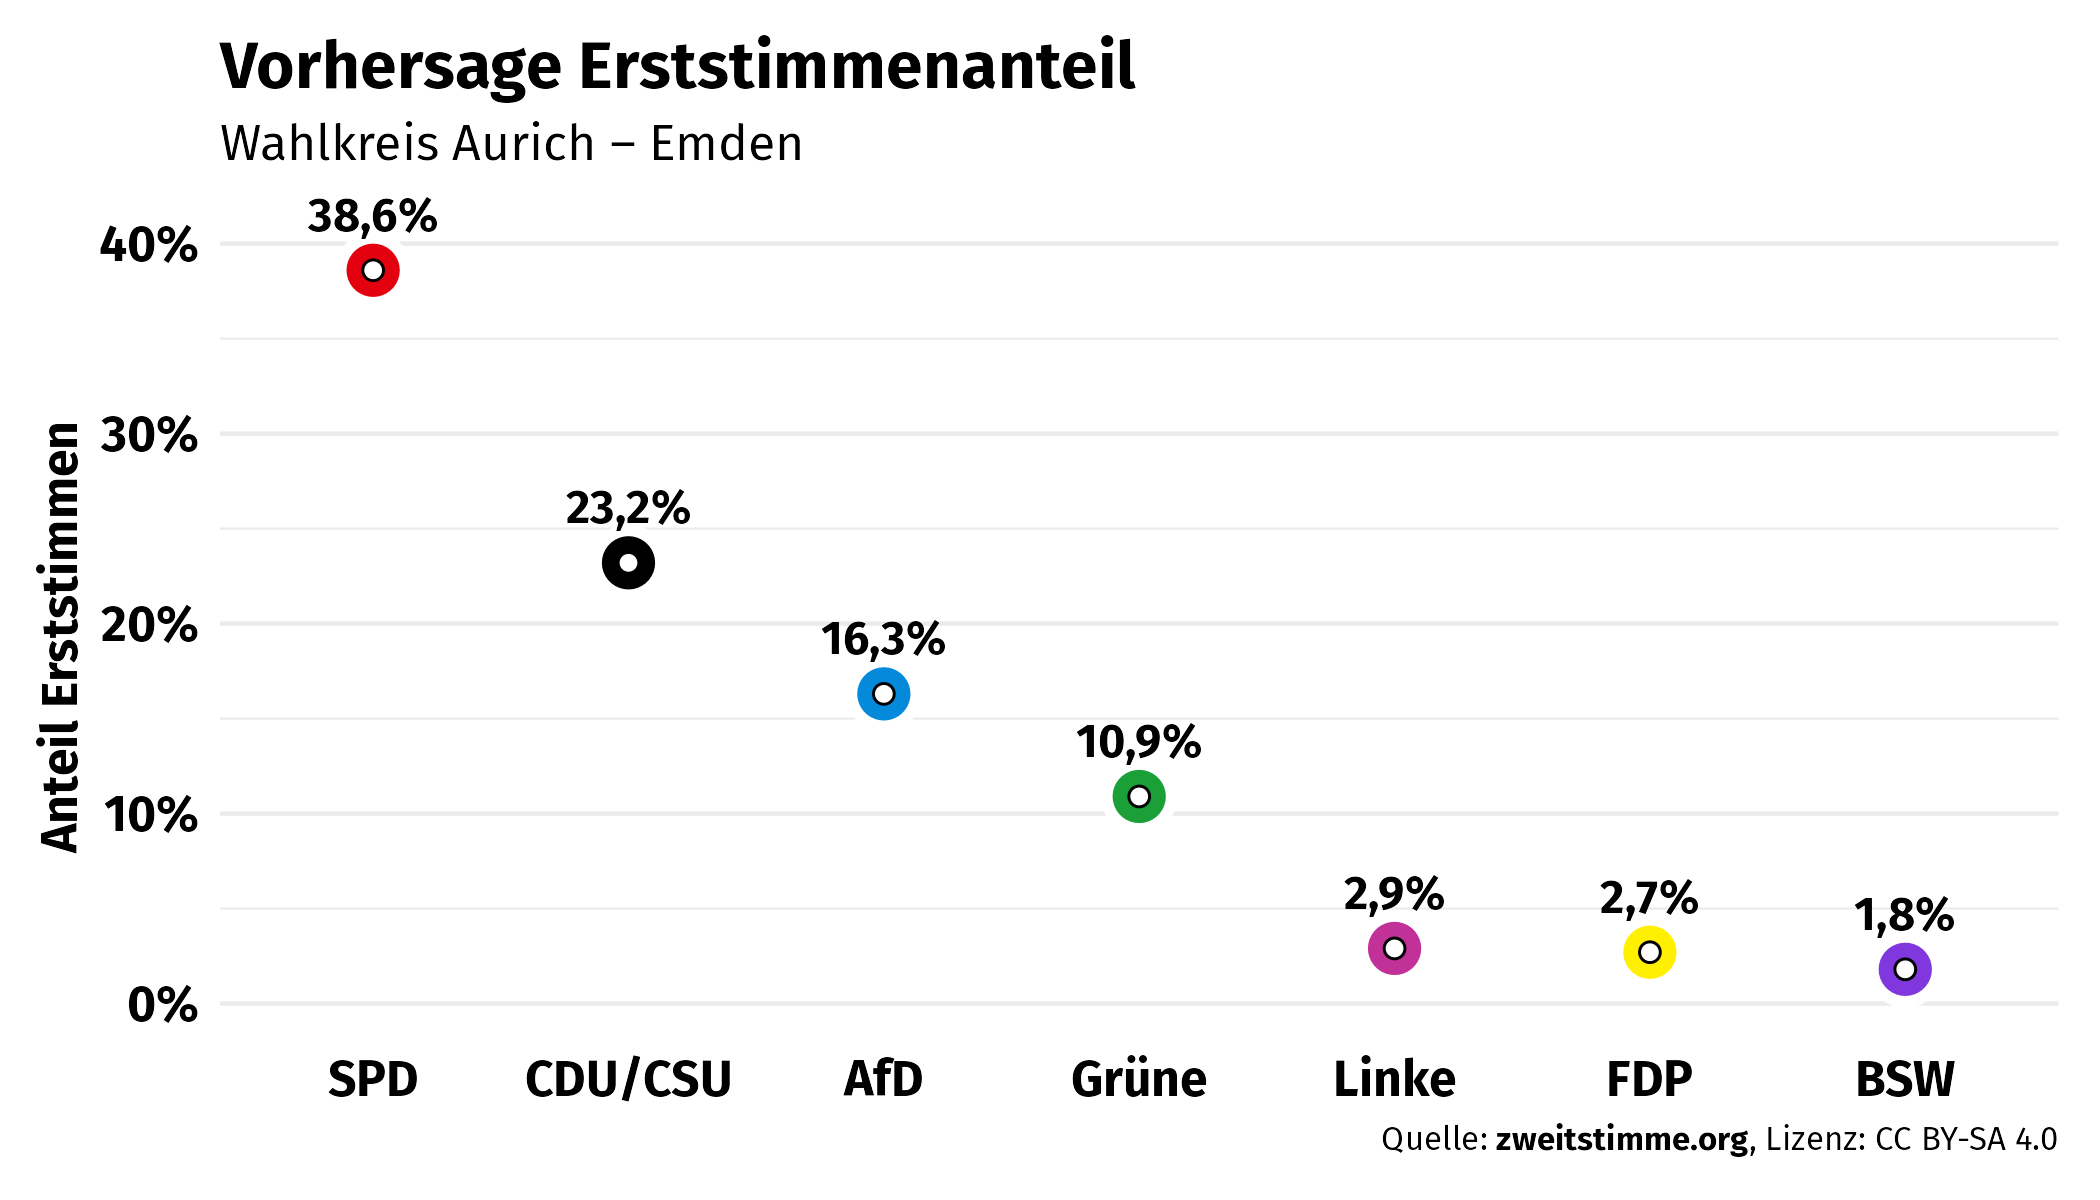 Vorhersage Erststimmenanteil
Wahlkreis Aurich – Emden
Anteil Erststimmen
40%
30%
20%
10%
0%
38,6%
23,2%
16,3%
10,9%
2,9%
2,7%
1,8%
SPD CDU/CSU AfD Grüne Linke FDP BSW
Quelle: zweitstimme.org, Lizenz: CC BY-SA 4.0